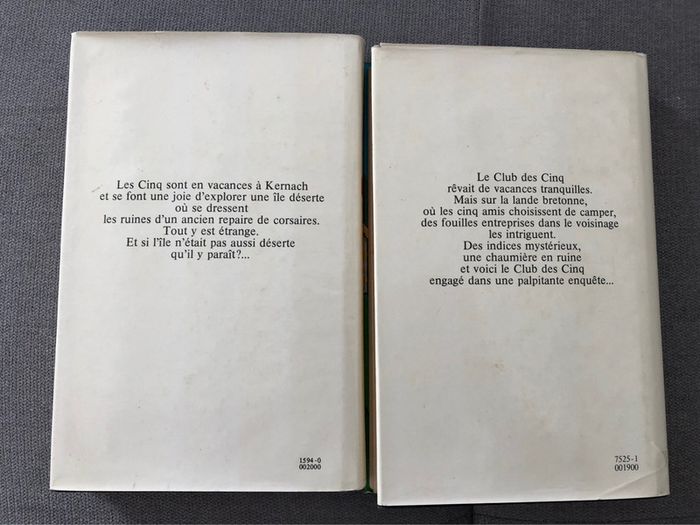 Les Cinq sont en vacances à Kernach
et se font une joie d'explorer une île déserte
où se dressent
les ruines d'un ancien repaire de corsaires.
Tout y est étrange.
Et si l'île n'était pas aussi déserte
qu'il y paraît?...
1594-0
002000
Le Club des Cinq
rêvait de vacances tranquilles.
Mais sur la lande bretonne,
où les cinq amis choisissent de camper,
des fouilles entreprises dans le voisinage
les intriguent.
Des indices mystérieux,
une chaumière en ruine
et voici le Club des Cinq
engagé dans une palpitante enquête...
7525-1
001900